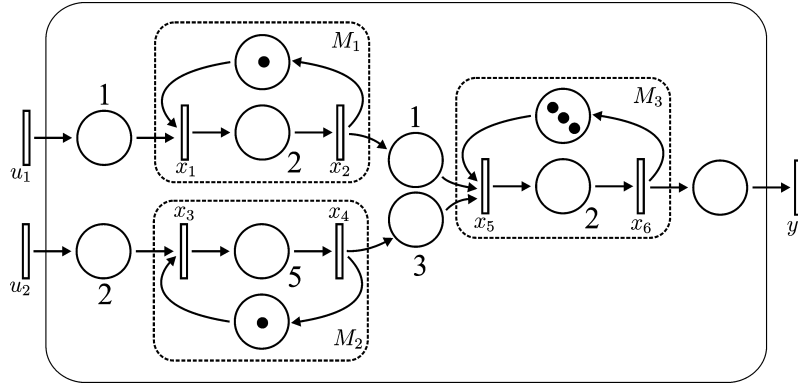 M₁
1
u₁
x₁
2
x₂
1
M₃
x₅
2
x₆
y
u₂
2
x₃
5
x₄
3
M₂